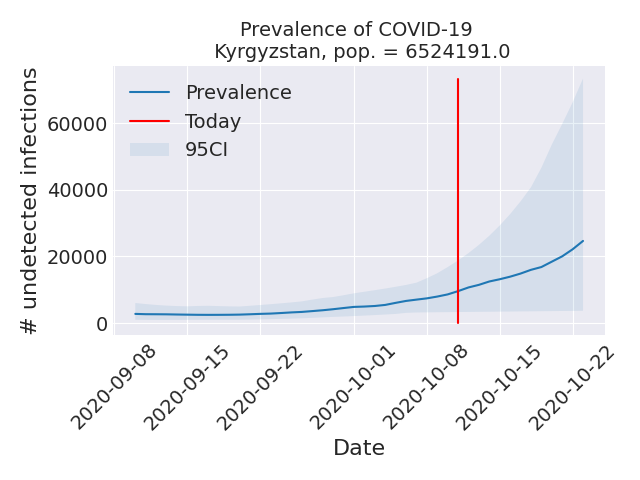 Prevalence of COVID-19
Kyrgyzstan, pop. = 6524191.0
Prevalence
Today
95CI
# undetected infections
60000
40000
20000
0
2020-09-08
2020-09-15
2020-09-22
2020-10-01
2020-10-08
2020-10-15
2020-10-22
Date